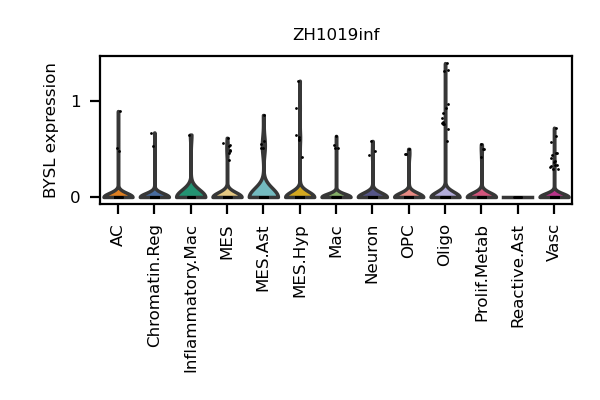 ZH1019inf
BYSL expression
1
0
AC
Chromatin.Reg
Inflammatory.Mac
MES
MES.Ast
MES.Hyp
Mac
Neuron
OPC
Oligo
Prolif.Metab
Reactive.Ast
Vasc